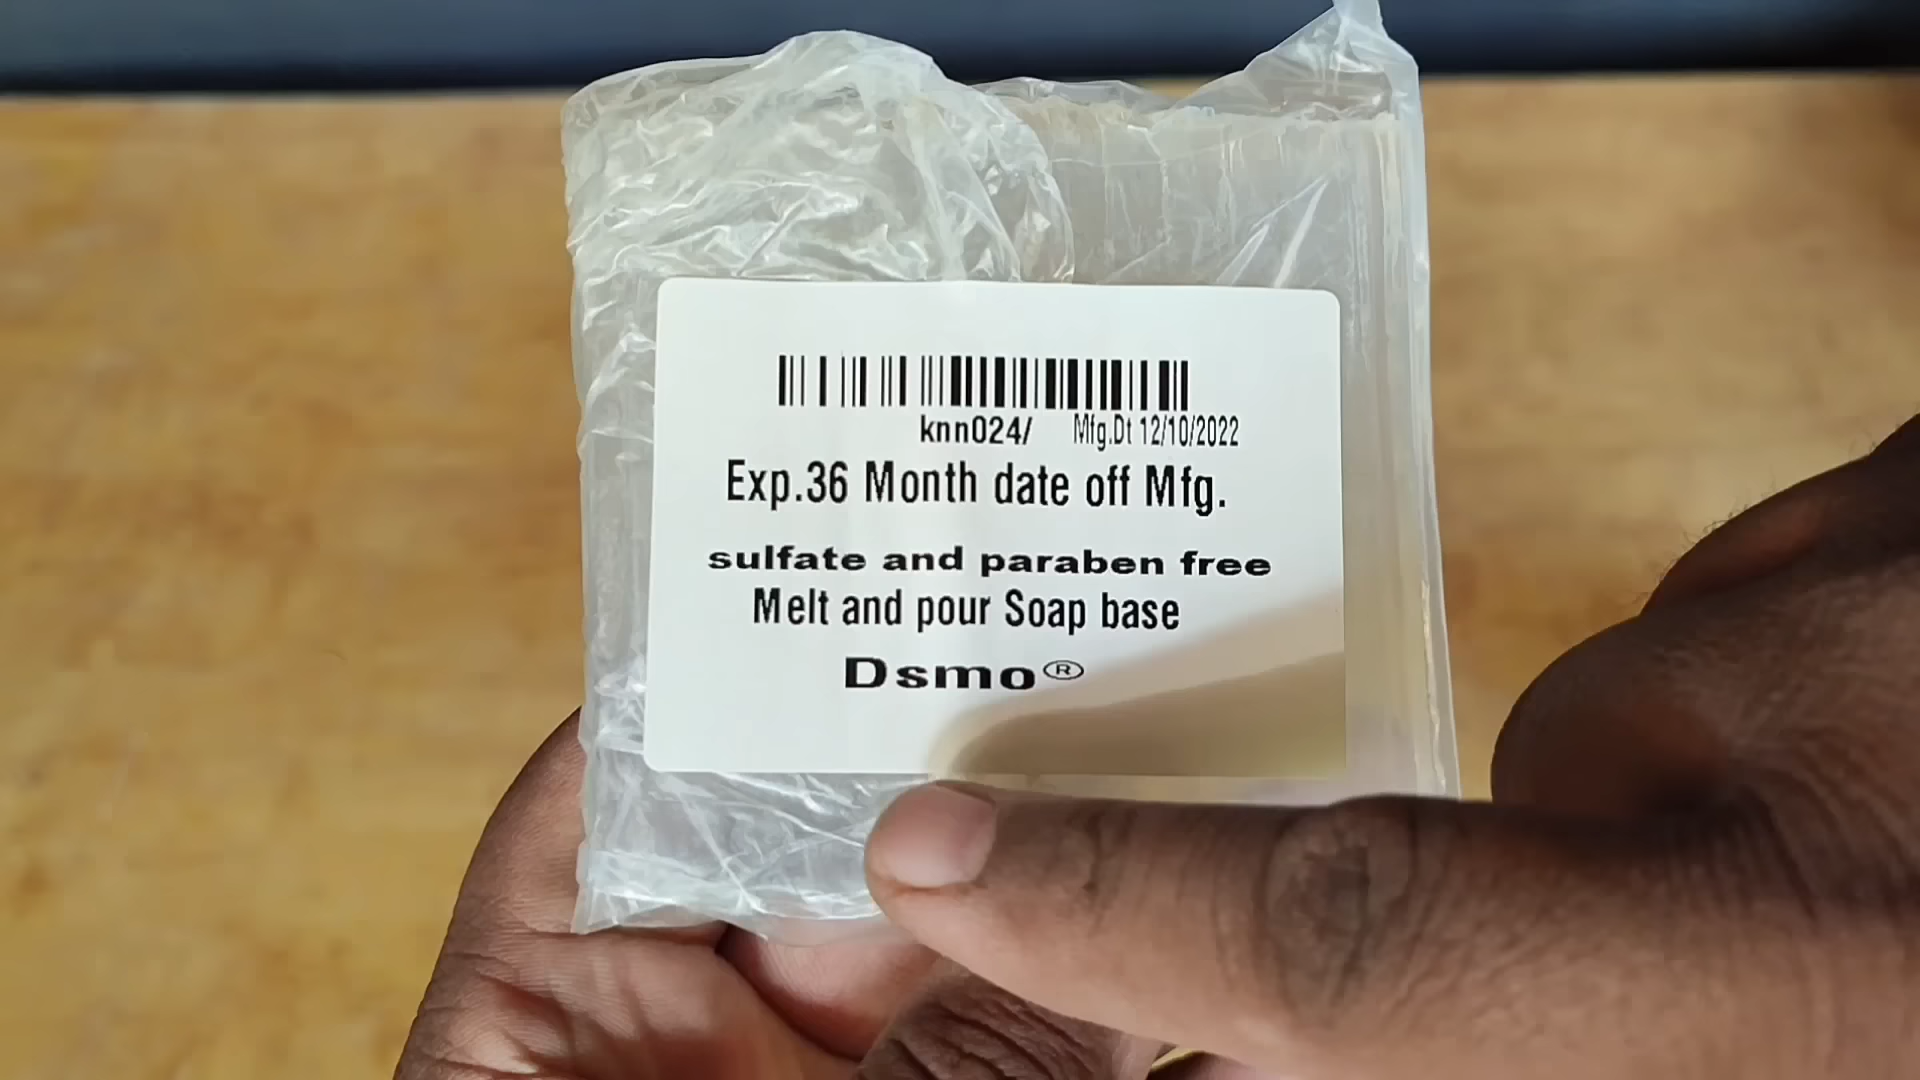 knn024/ Mfg.Dt 12/10/2022
Exp.36 Month date off Mfg.
sulfate and paraben free
Melt and pour Soap base
Dsmo®